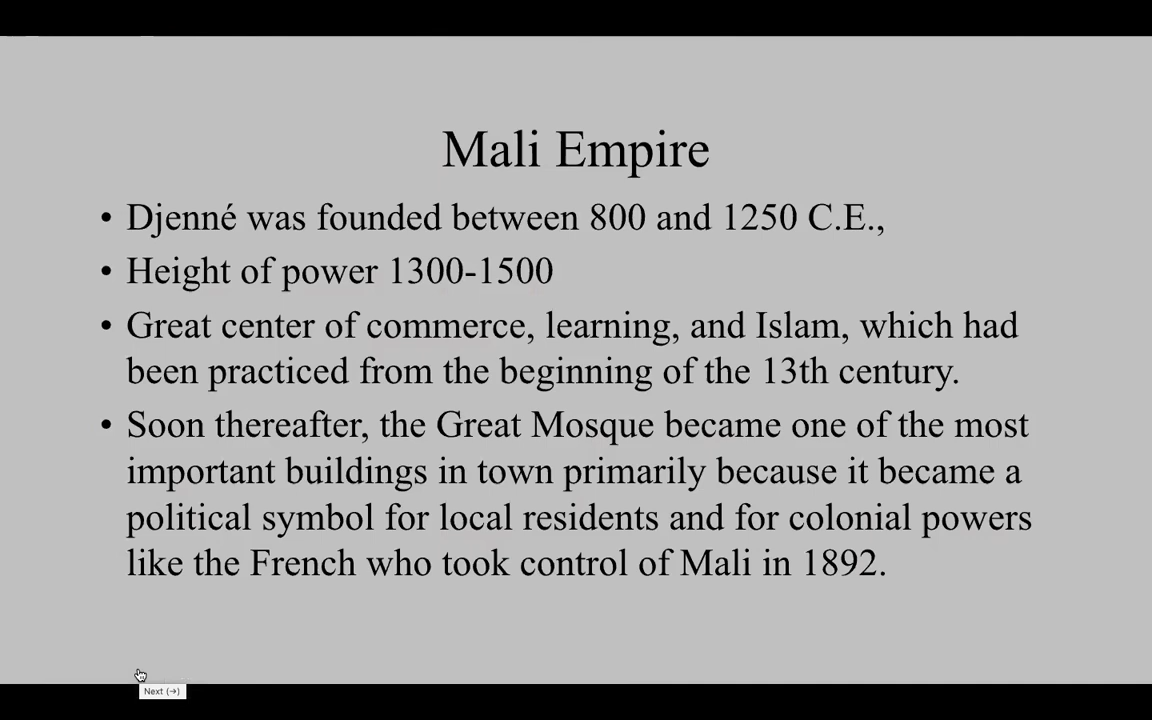 Mali Empire
• Djenné was founded between 800 and 1250 C.E.,
• Height of power 1300-1500
• Great center of commerce, learning, and Islam, which had
been practiced from the beginning of the 13th century.
• Soon thereafter, the Great Mosque became one of the most
important buildings in town primarily because it became a
political symbol for local residents and for colonial powers
like the French who took control of Mali in 1892.
Next (→)